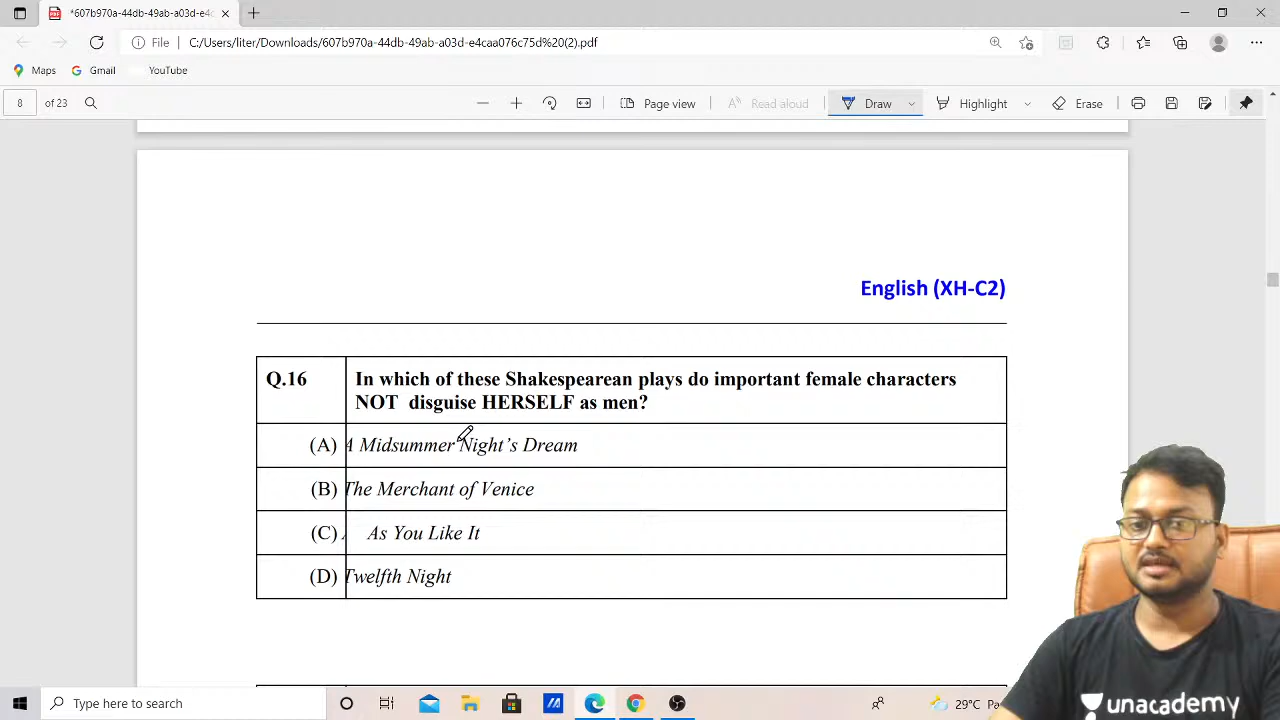 *607b970a-44db-49ab-a03d-e4c
File C:/Users/liter/Downloads/607b970a-44db-49ab-a03d-e4caa076c75d%20(2).pdf
Maps Gmail YouTube
8 of 23 Page view Read aloud Draw Highlight Erase
English (XH-C2)
Q.16 In which of these Shakespearean plays do important female characters
NOT disguise HERSELF as men?
(A) A Midsummer Night's Dream
(B) The Merchant of Venice
(C) As You Like It
(D) Twelfth Night
unacademy
Type here to search 29°C